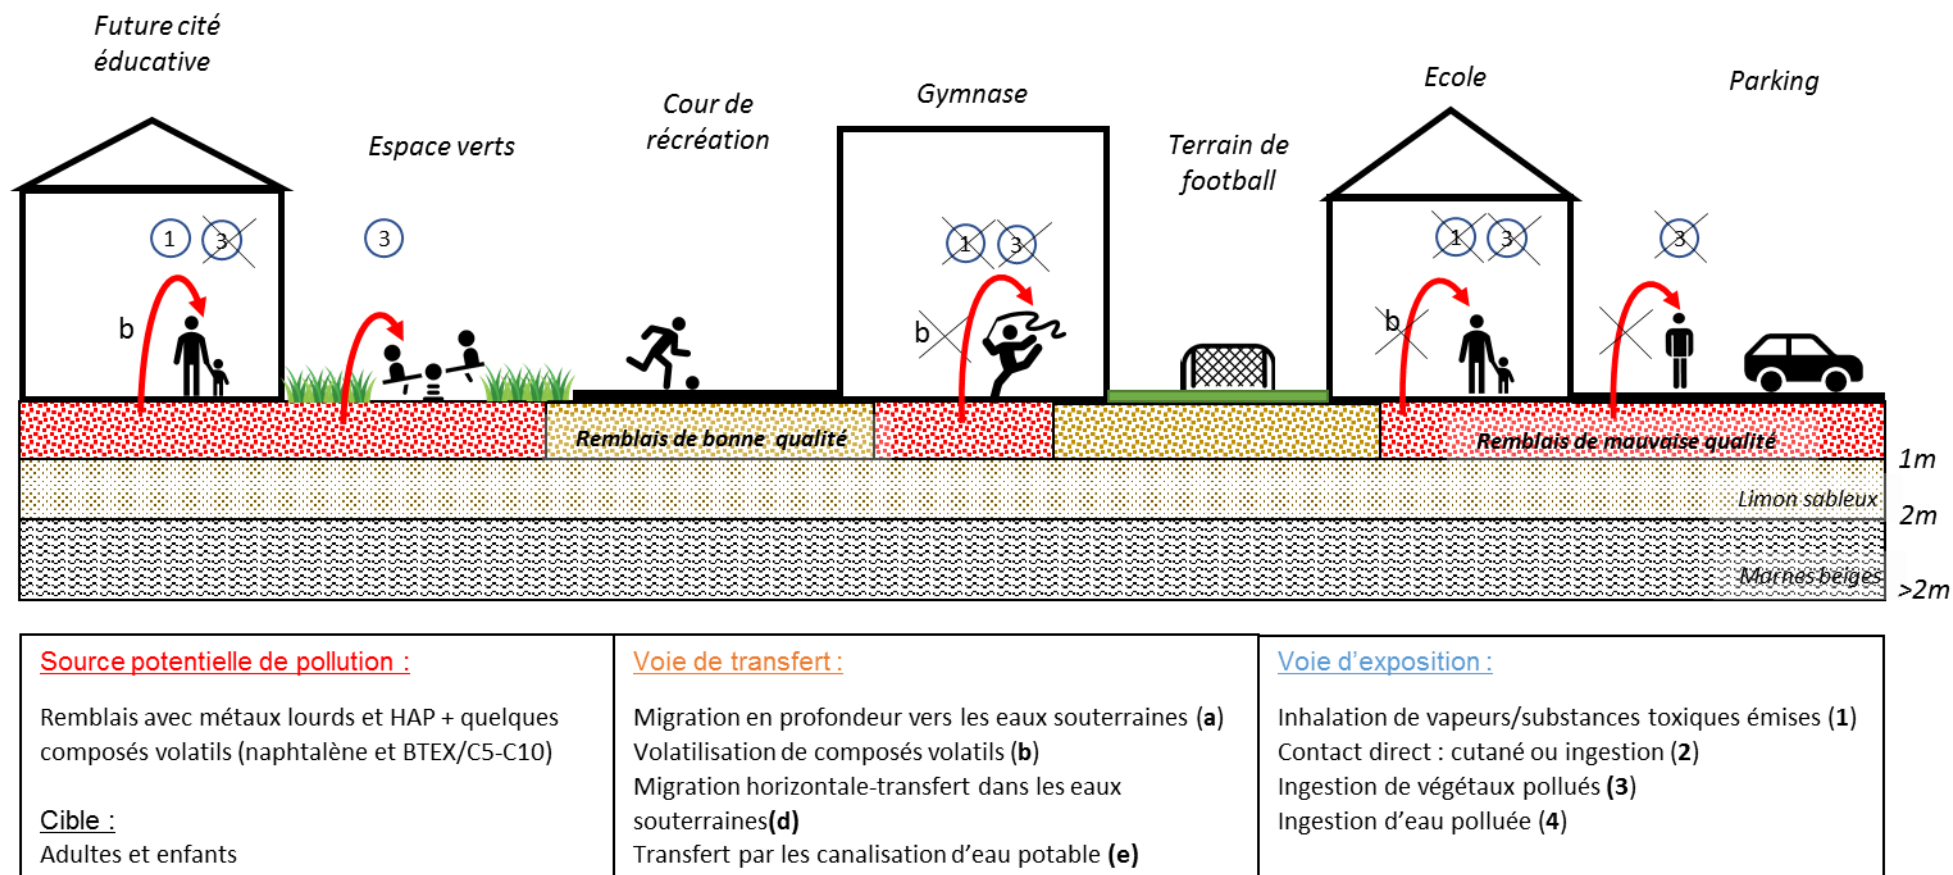 Future cité
éducative
Espace verts
Cour de
récréation
Gymnase
Terrain de
football
Ecole
Parking
1 3
3
1 3
1 3
3
b
b
b
Remblais de bonne qualité
Remblais de mauvaise qualité
1m
Limon sableux
2m
Marnes beiges
>2m
Source potentielle de pollution :
Remblais avec métaux lourds et HAP + quelques
composés volatils (naphtalène et BTEX/C5-C10)
Cible :
Adultes et enfants
Voie de transfert :
Migration en profondeur vers les eaux souterraines (a)
Volatilisation de composés volatils (b)
Migration horizontale-transfert dans les eaux
souterraines(d)
Transfert par les canalisation d'eau potable (e)
Voie d'exposition :
Inhalation de vapeurs/substances toxiques émises (1)
Contact direct : cutané ou ingestion (2)
Ingestion de végétaux pollués (3)
Ingestion d'eau polluée (4)